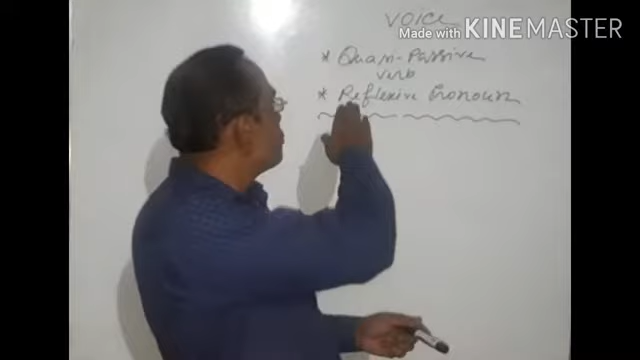 VOICE
Made with KINEMASTER
* Quasi-Passive
verb
* Reflexive Pronoun